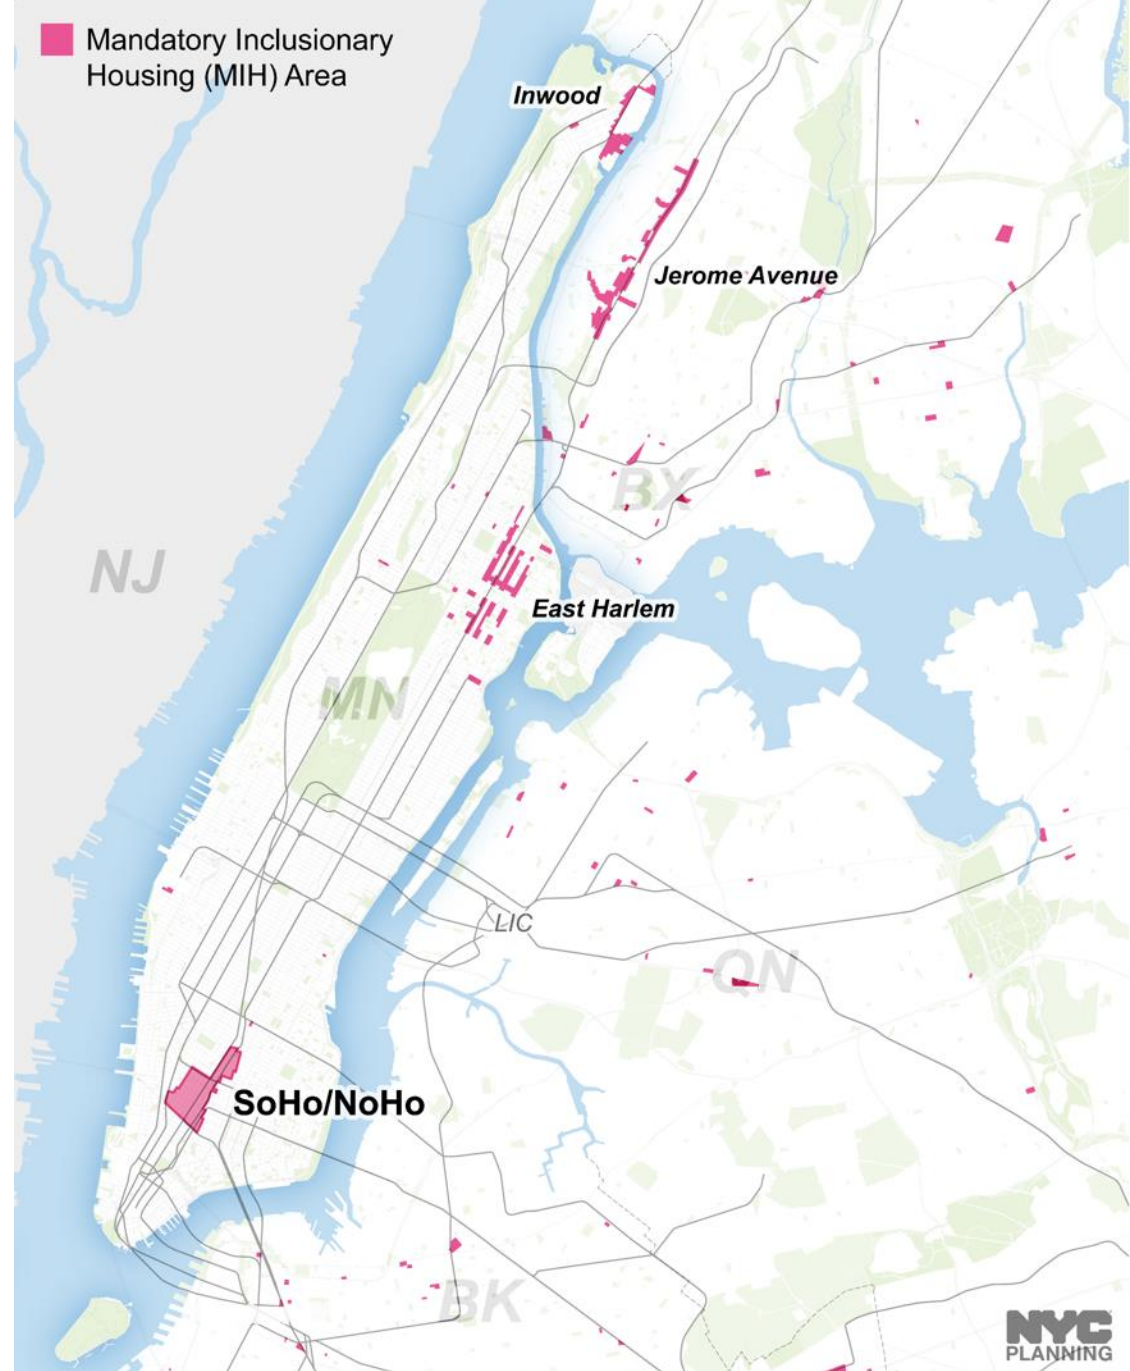 Mandatory Inclusionary
Housing (MIH) Area
Inwood
Jerome Avenue
BX
NJ
East Harlem
MN
LIC
QN
SoHo/NoHo
BK
NYC
PLANNING